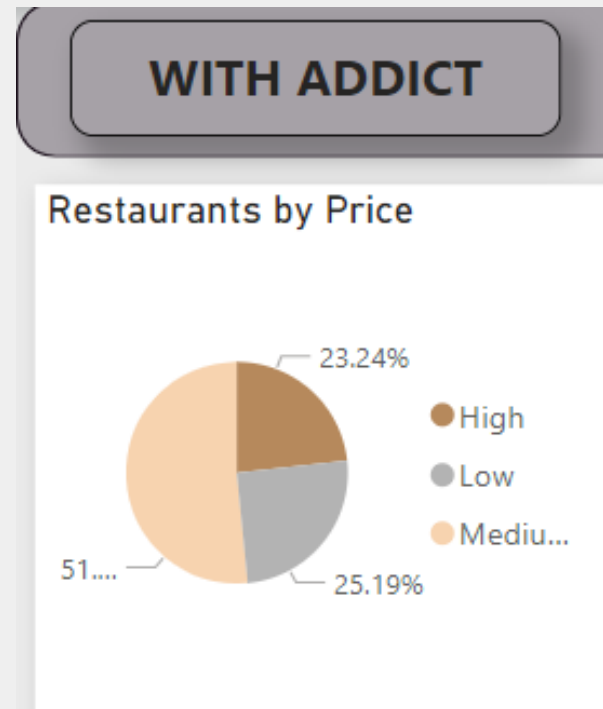 WITH ADDICT
Restaurants by Price
23.24%
High
Low
Mediu...
51....
25.19%